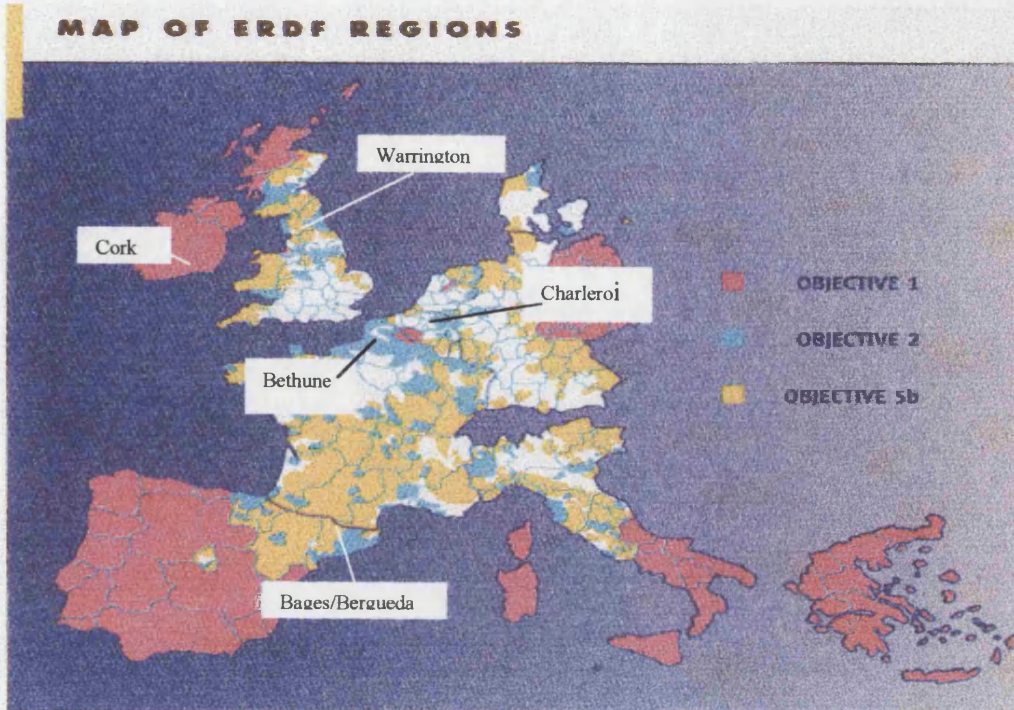 MAP OF ERDF REGIONS
Warrington
Cork
Charleroi
OBJECTIVE 1
OBJECTIVE 2
Bethune
OBJECTIVE 5b
Bages/Bergueda